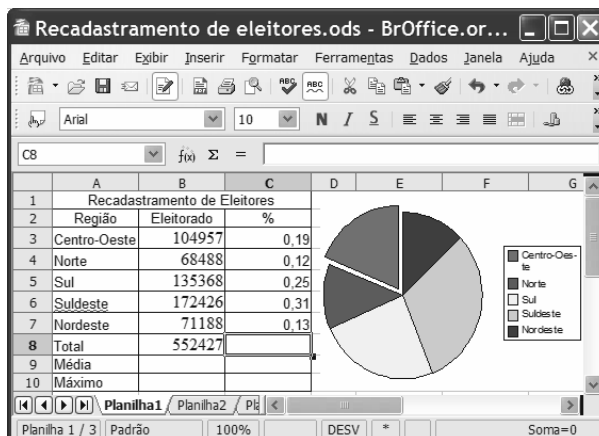 Recadastramento de eleitores.ods - BrOffice.or...
Arquivo Editar Exibir Inserir Formatar Ferramentas Dados Janela Ajuda
ABC ABC
Arial 10 N I S
C8 f(x) Σ =
A B C D E F G
1 Recadastramento de Eleitores
2 Região Eleitorado %
3 Centro-Oeste 104957 0,19
4 Norte 68488 0,12
5 Sul 135368 0,25
6 Suldeste 172426 0,31
7 Nordeste 71188 0,13
8 Total 552427
9 Média
10 Máximo
Centro-Oes-
te
Norte
Sul
Suldeste
Nordeste
Planilha1 Planilha2
Planilha 1 / 3 Padrão 100% DESV * Soma=0